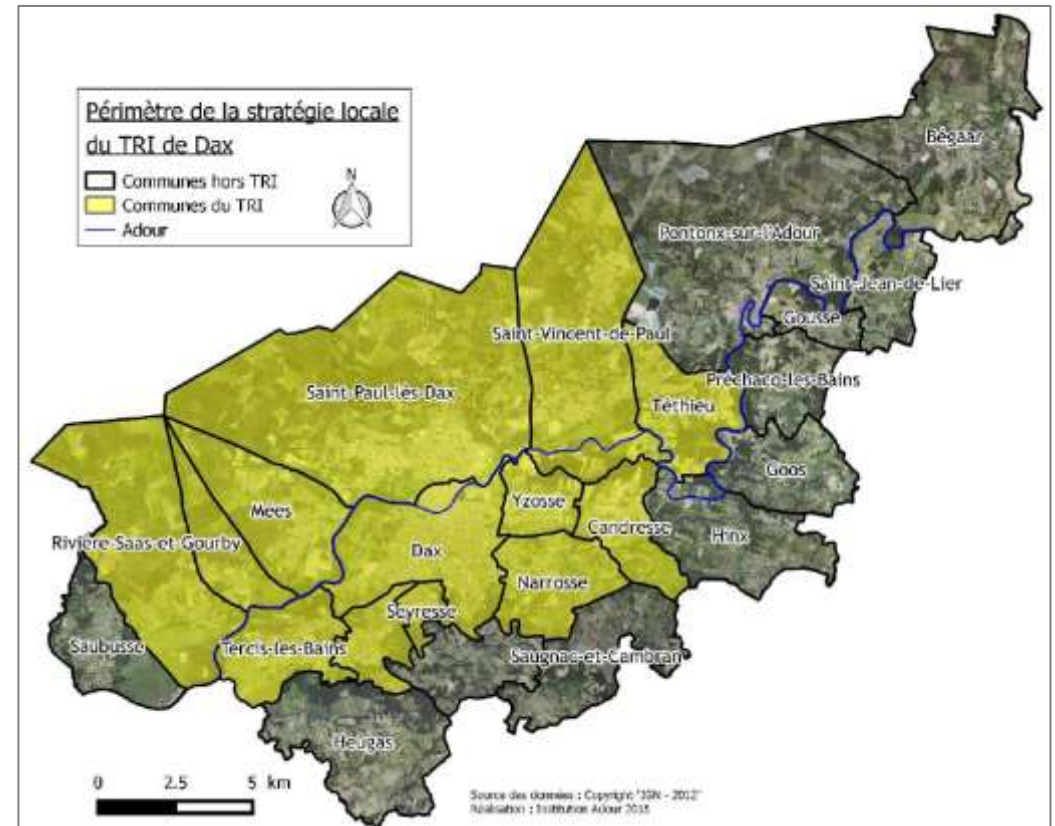 Périmètre de la stratégie locale
du TRI de Dax
Communes hors TRI
Communes du TRI
Adour
N
Bégaar
Pontonx-sur-l'Adour
Saint-Jean-de-Lier
Gousse
Saint-Vincent-de-Paul
Préchacq-les-Bains
Saint-Paul-lès-Dax
Téthieu
Goos
Yzosse
Mees
Candresse
Hinx
Rivière-Saas-et-Gourby
Dax
Narrosse
Seyresse
Saubusse
Tercis-les-Bains
Saugnac-et-Cambran
Heugas
0 2.5 5 km
Source des données : Copyright "IGN - 2012"
Réalisation : Institution Adour 2015